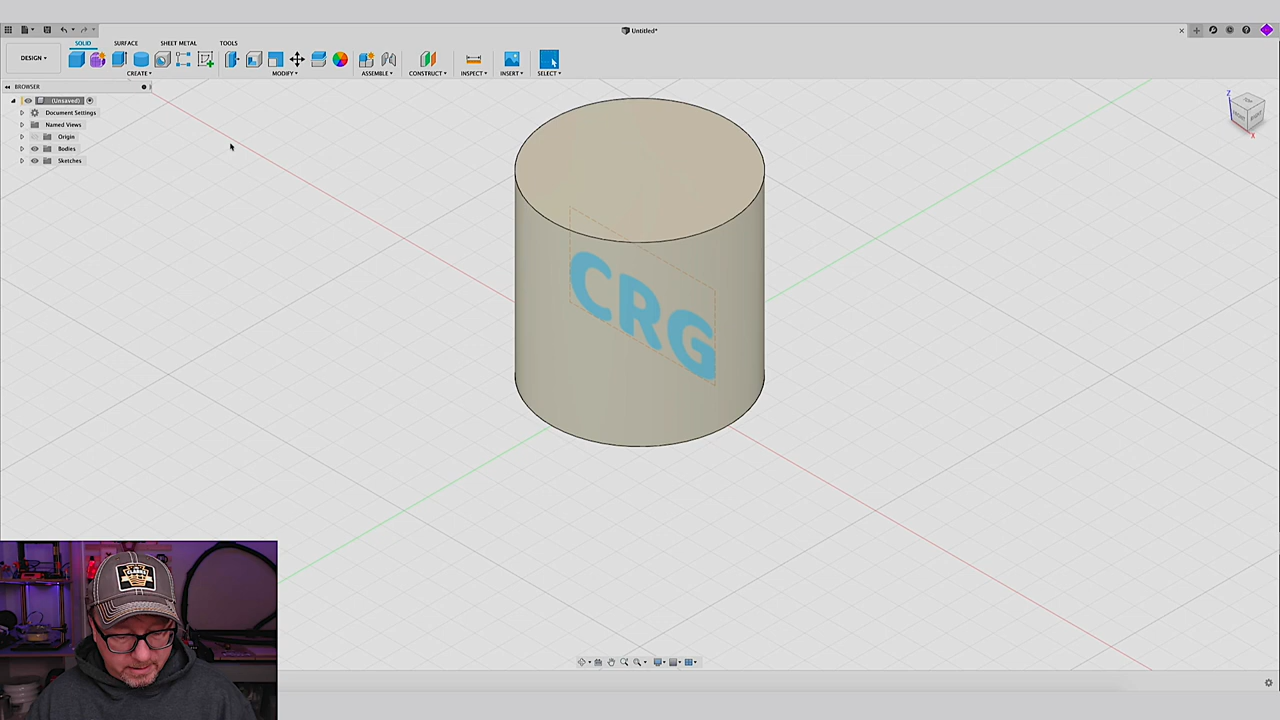 Untitled*
SOLID SURFACE SHEET METAL TOOLS
DESIGN
CREATE MODIFY ASSEMBLE CONSTRUCT INSPECT INSERT SELECT
BROWSER
(Unsaved)
Document Settings
Named Views
Origin
Bodies
Sketches
Z
X
CRG
CLASSICS